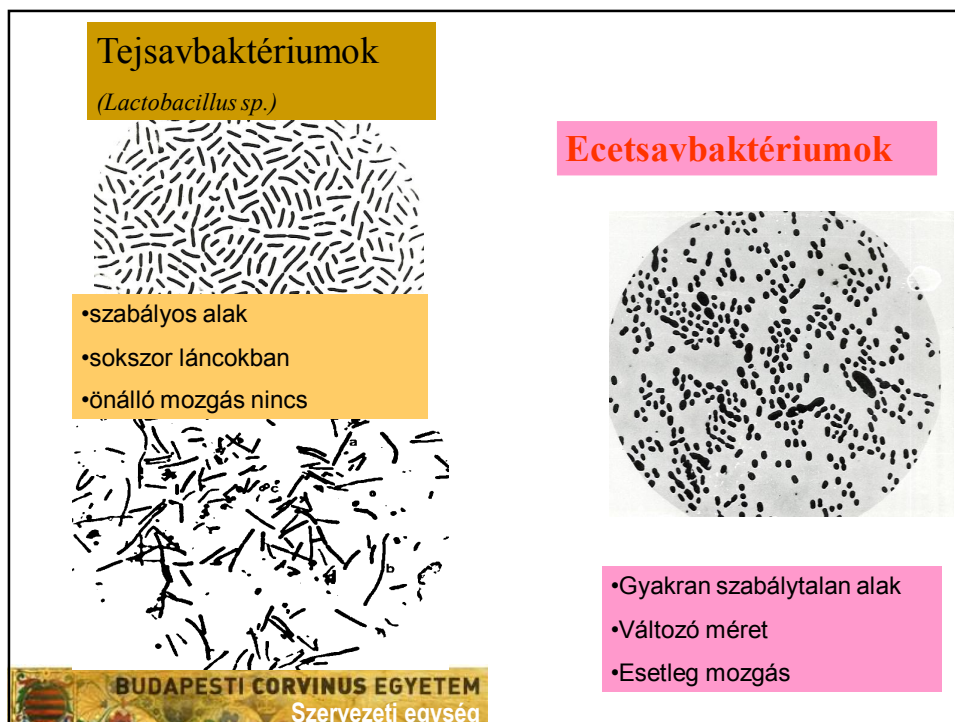 Tejsavbaktériumok
(Lactobacillus sp.)
•szabályos alak
•sokszor láncokban
•önálló mozgás nincs
a
c
d
b
BUDAPESTI CORVINUS EGYETEM
Szervezeti egység
Ecetsavbaktériumok
•Gyakran szabálytalan alak
•Változó méret
•Esetleg mozgás